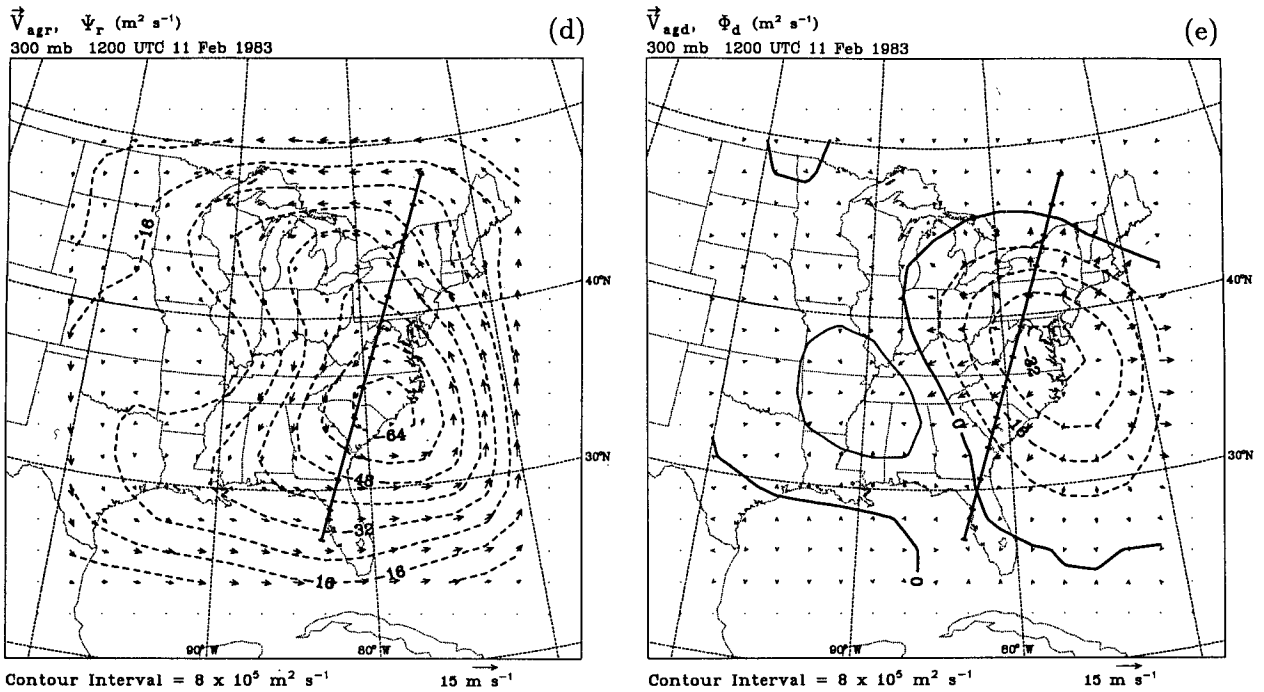 V⃗agr, Ψr (m² s⁻¹) (d)
300 mb 1200 UTC 11 Feb 1983
-16
-64
-48
-32
-16
-16
90°W
80°W
Contour Interval = 8 x 10⁵ m² s⁻¹
15 m s⁻¹
V⃗agd, Φd (m² s⁻¹) (e)
300 mb 1200 UTC 11 Feb 1983
40°N
-32
-16
0
30°N
0
90°W
80°W
Contour Interval = 8 x 10⁵ m² s⁻¹
15 m s⁻¹
40°N
30°N